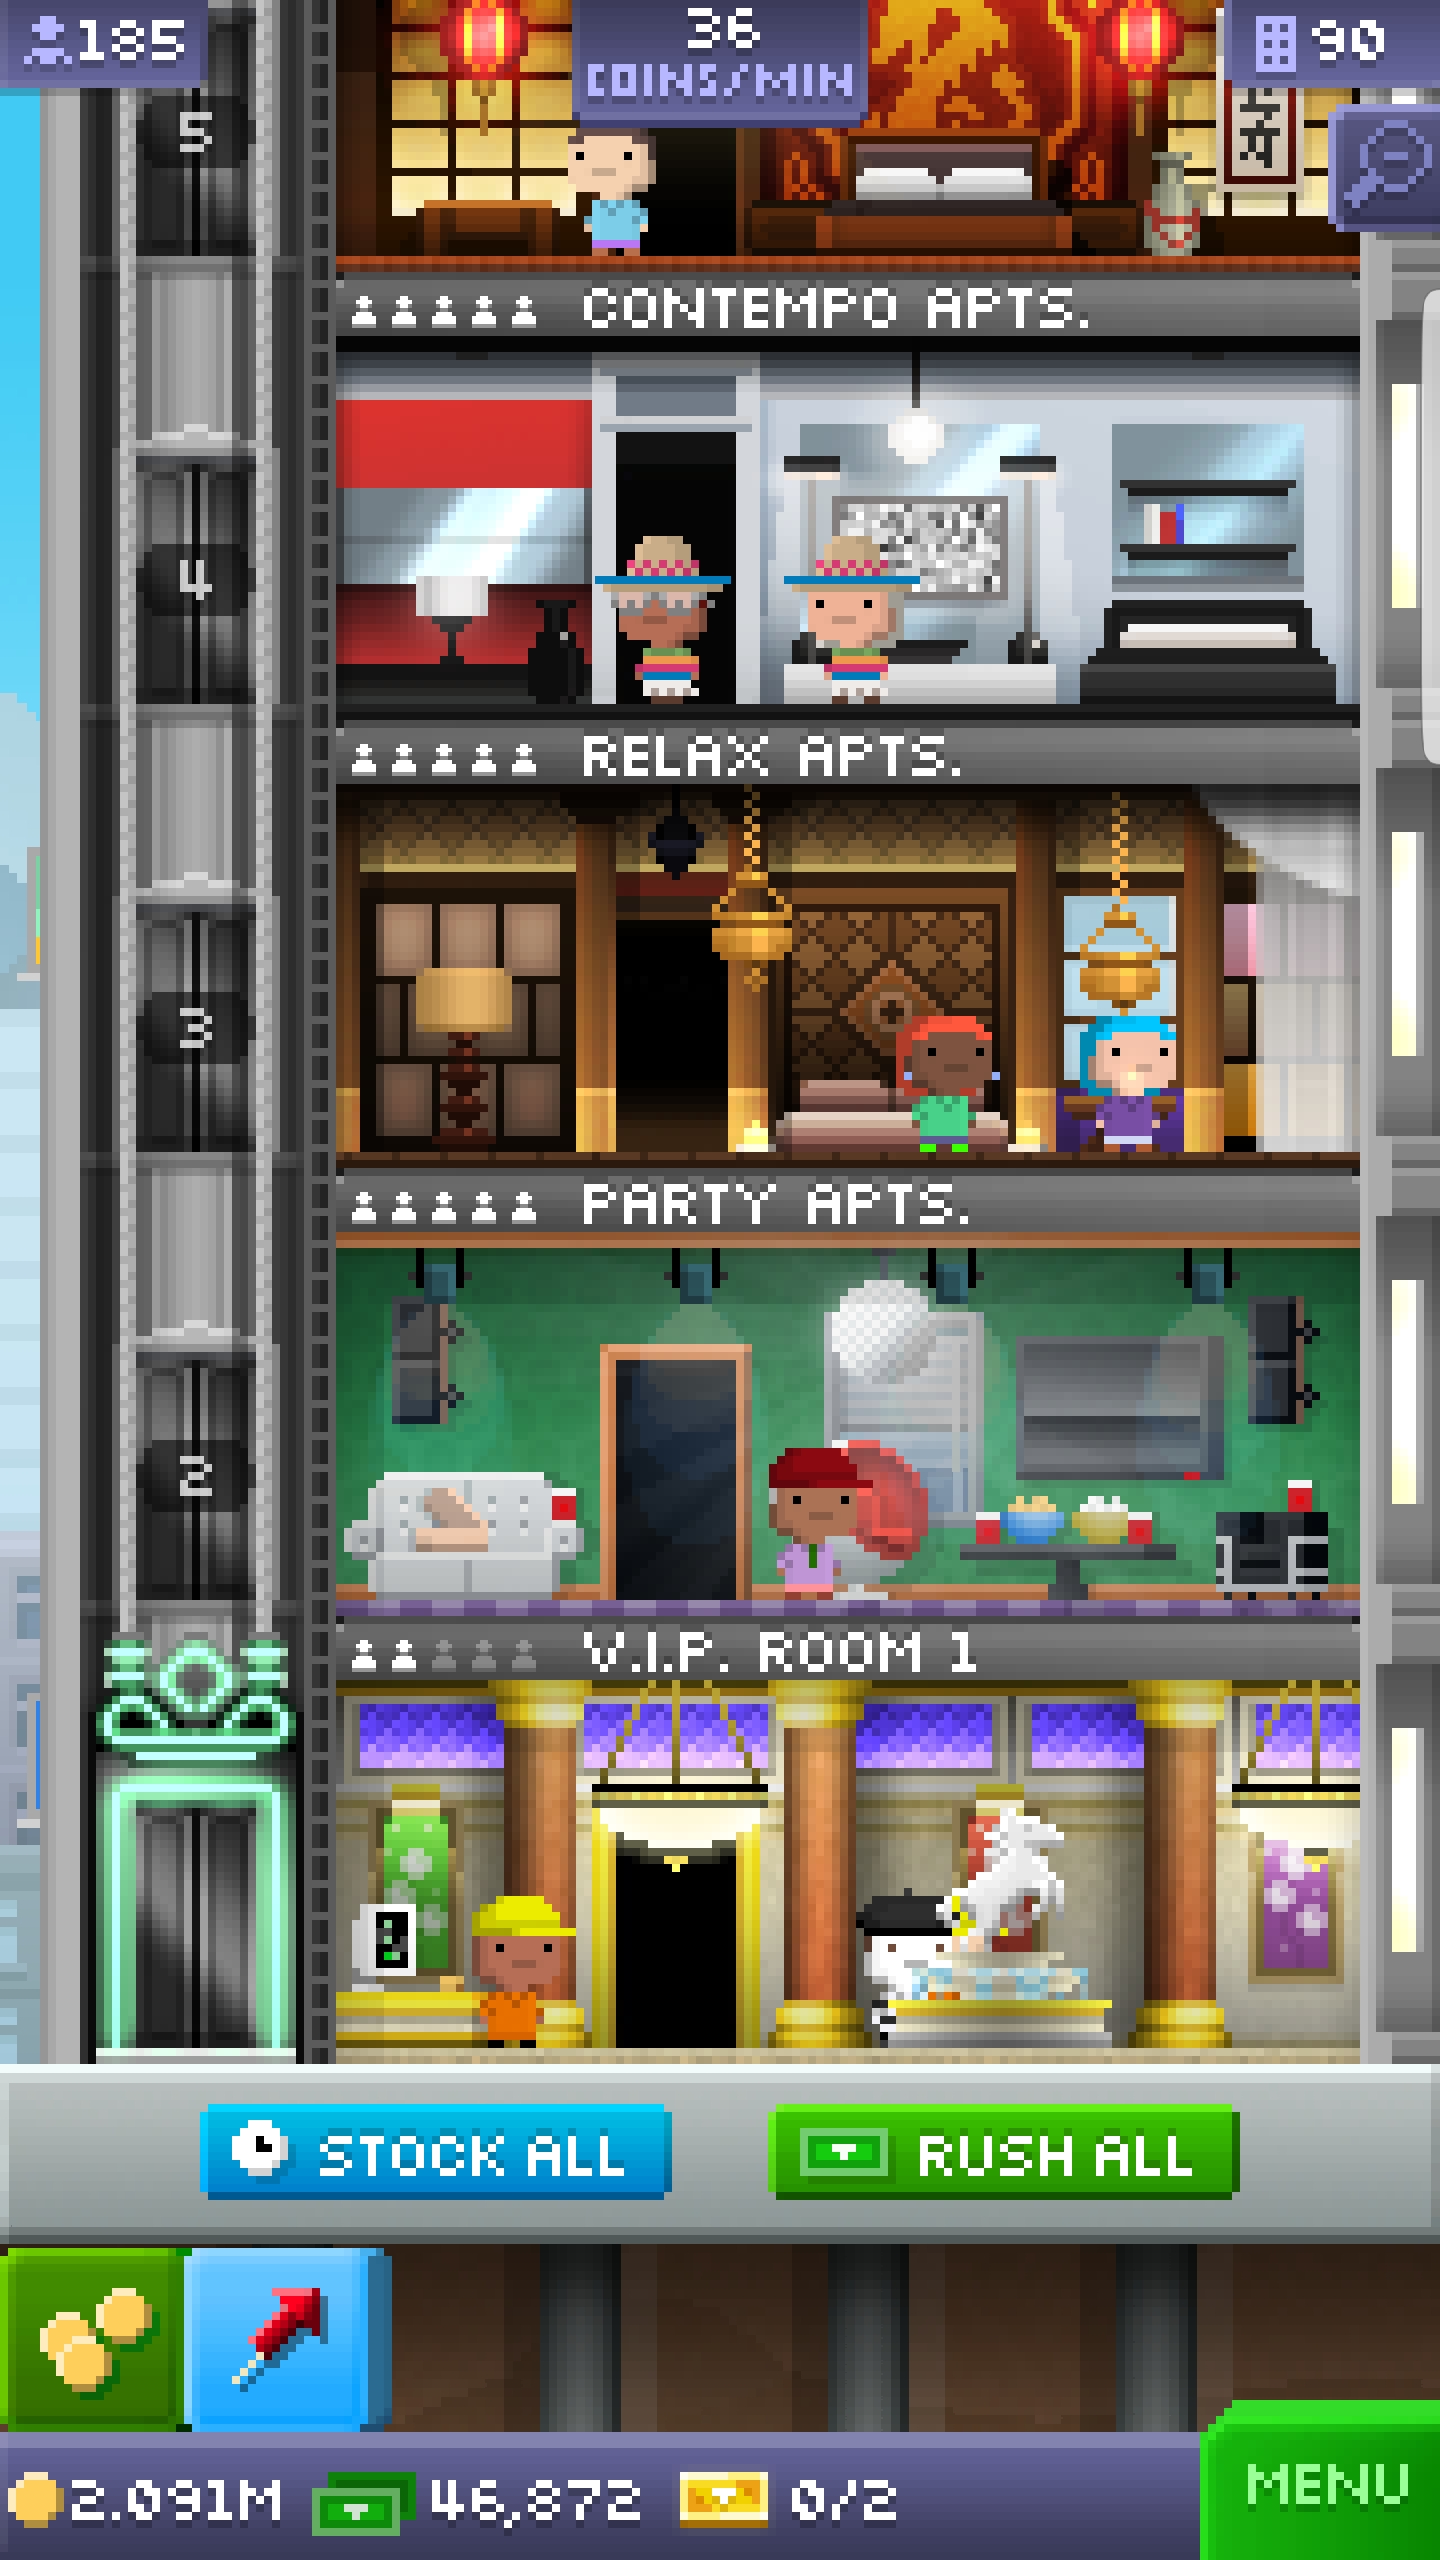 185
36
COINS/MIN
90
5
CONTEMPO APTS.
4
RELAX APTS.
3
PARTY APTS.
2
V.I.P. ROOM 1
STOCK ALL
RUSH ALL
2.091M
46,872
0/2
MENU